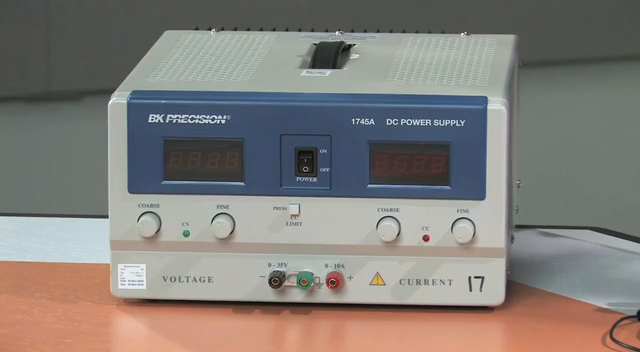 BK PRECISION®
1745A DC POWER SUPPLY
ON
OFF
POWER
COARSE
FINE
PRESS
CC
LIMIT
COARSE
FINE
CV
CC
0 - 35V
0 - 10A
VOLTAGE
- +
CURRENT
17